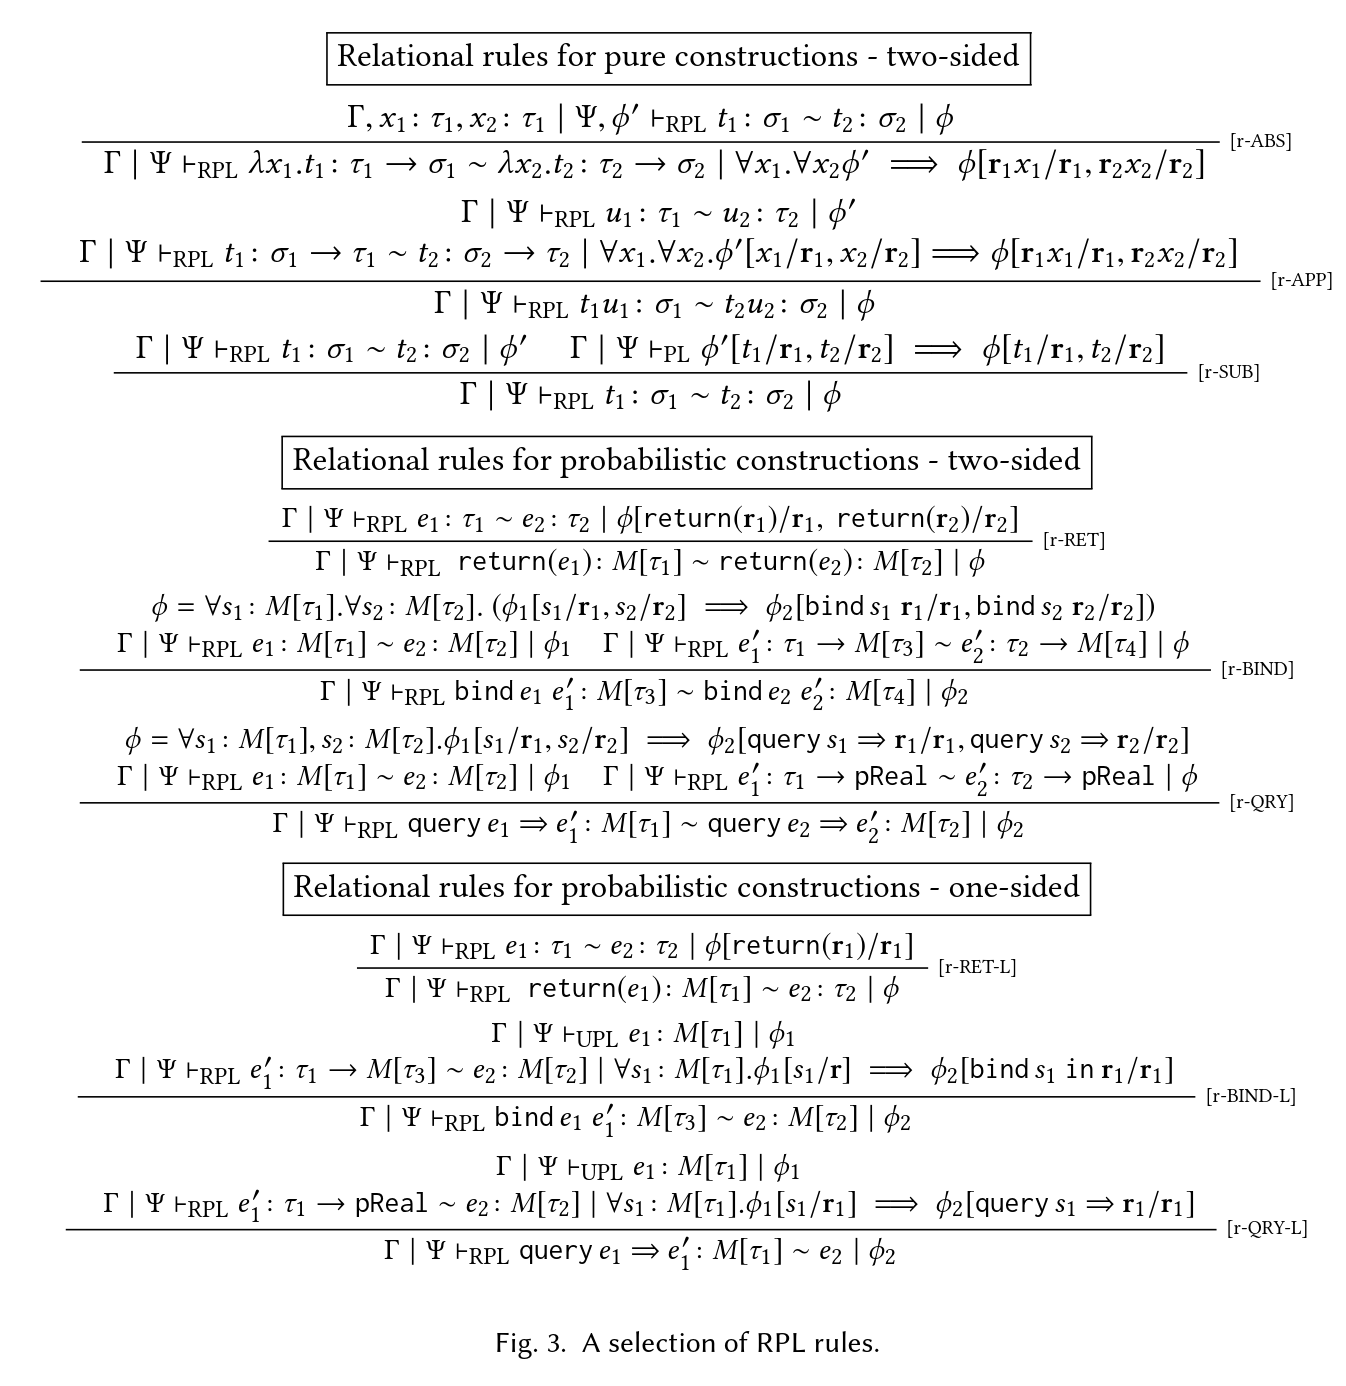 Relational rules for pure constructions - two-sided
Γ, x₁ : τ₁, x₂ : τ₁ | Ψ, ϕ′ ⊢RPL t₁ : σ₁ ∼ t₂ : σ₂ | ϕ
[r-ABS]
Γ | Ψ ⊢RPL λx₁.t₁ : τ₁ → σ₁ ∼ λx₂.t₂ : τ₂ → σ₂ | ∀x₁.∀x₂ϕ′ ⟹ ϕ[r₁x₁/r₁, r₂x₂/r₂]
Γ | Ψ ⊢RPL u₁ : τ₁ ∼ u₂ : τ₂ | ϕ′
Γ | Ψ ⊢RPL t₁ : σ₁ → τ₁ ∼ t₂ : σ₂ → τ₂ | ∀x₁.∀x₂.ϕ′[x₁/r₁, x₂/r₂] ⟹ ϕ[r₁x₁/r₁, r₂x₂/r₂]
[r-APP]
Γ | Ψ ⊢RPL t₁u₁ : σ₁ ∼ t₂u₂ : σ₂ | ϕ
Γ | Ψ ⊢RPL t₁ : σ₁ ∼ t₂ : σ₂ | ϕ′ Γ | Ψ ⊢PL ϕ′[t₁/r₁, t₂/r₂] ⟹ ϕ[t₁/r₁, t₂/r₂]
[r-SUB]
Γ | Ψ ⊢RPL t₁ : σ₁ ∼ t₂ : σ₂ | ϕ
Relational rules for probabilistic constructions - two-sided
Γ | Ψ ⊢RPL e₁ : τ₁ ∼ e₂ : τ₂ | ϕ[return(r₁)/r₁, return(r₂)/r₂]
[r-RET]
Γ | Ψ ⊢RPL return(e₁) : M[τ₁] ∼ return(e₂) : M[τ₂] | ϕ
ϕ = ∀s₁ : M[τ₁].∀s₂ : M[τ₂]. (ϕ₁[s₁/r₁, s₂/r₂] ⟹ ϕ₂[bind s₁ r₁/r₁, bind s₂ r₂/r₂])
Γ | Ψ ⊢RPL e₁ : M[τ₁] ∼ e₂ : M[τ₂] | ϕ₁ Γ | Ψ ⊢RPL e′₁ : τ₁ → M[τ₃] ∼ e′₂ : τ₂ → M[τ₄] | ϕ
[r-BIND]
Γ | Ψ ⊢RPL bind e₁ e′₁ : M[τ₃] ∼ bind e₂ e′₂ : M[τ₄] | ϕ₂
ϕ = ∀s₁ : M[τ₁], s₂ : M[τ₂].ϕ₁[s₁/r₁, s₂/r₂] ⟹ ϕ₂[query s₁ ⇒ r₁/r₁, query s₂ ⇒ r₂/r₂]
Γ | Ψ ⊢RPL e₁ : M[τ₁] ∼ e₂ : M[τ₂] | ϕ₁ Γ | Ψ ⊢RPL e′₁ : τ₁ → pReal ∼ e′₂ : τ₂ → pReal | ϕ
[r-QRY]
Γ | Ψ ⊢RPL query e₁ ⇒ e′₁ : M[τ₁] ∼ query e₂ ⇒ e′₂ : M[τ₂] | ϕ₂
Relational rules for probabilistic constructions - one-sided
Γ | Ψ ⊢RPL e₁ : τ₁ ∼ e₂ : τ₂ | ϕ[return(r₁)/r₁]
[r-RET-L]
Γ | Ψ ⊢RPL return(e₁) : M[τ₁] ∼ e₂ : τ₂ | ϕ
Γ | Ψ ⊢UPL e₁ : M[τ₁] | ϕ₁
Γ | Ψ ⊢RPL e′₁ : τ₁ → M[τ₃] ∼ e₂ : M[τ₂] | ∀s₁ : M[τ₁].ϕ₁[s₁/r] ⟹ ϕ₂[bind s₁ in r₁/r₁]
[r-BIND-L]
Γ | Ψ ⊢RPL bind e₁ e′₁ : M[τ₃] ∼ e₂ : M[τ₂] | ϕ₂
Γ | Ψ ⊢UPL e₁ : M[τ₁] | ϕ₁
Γ | Ψ ⊢RPL e′₁ : τ₁ → pReal ∼ e₂ : M[τ₂] | ∀s₁ : M[τ₁].ϕ₁[s₁/r₁] ⟹ ϕ₂[query s₁ ⇒ r₁/r₁]
[r-QRY-L]
Γ | Ψ ⊢RPL query e₁ ⇒ e′₁ : M[τ₁] ∼ e₂ | ϕ₂
Fig. 3. A selection of RPL rules.